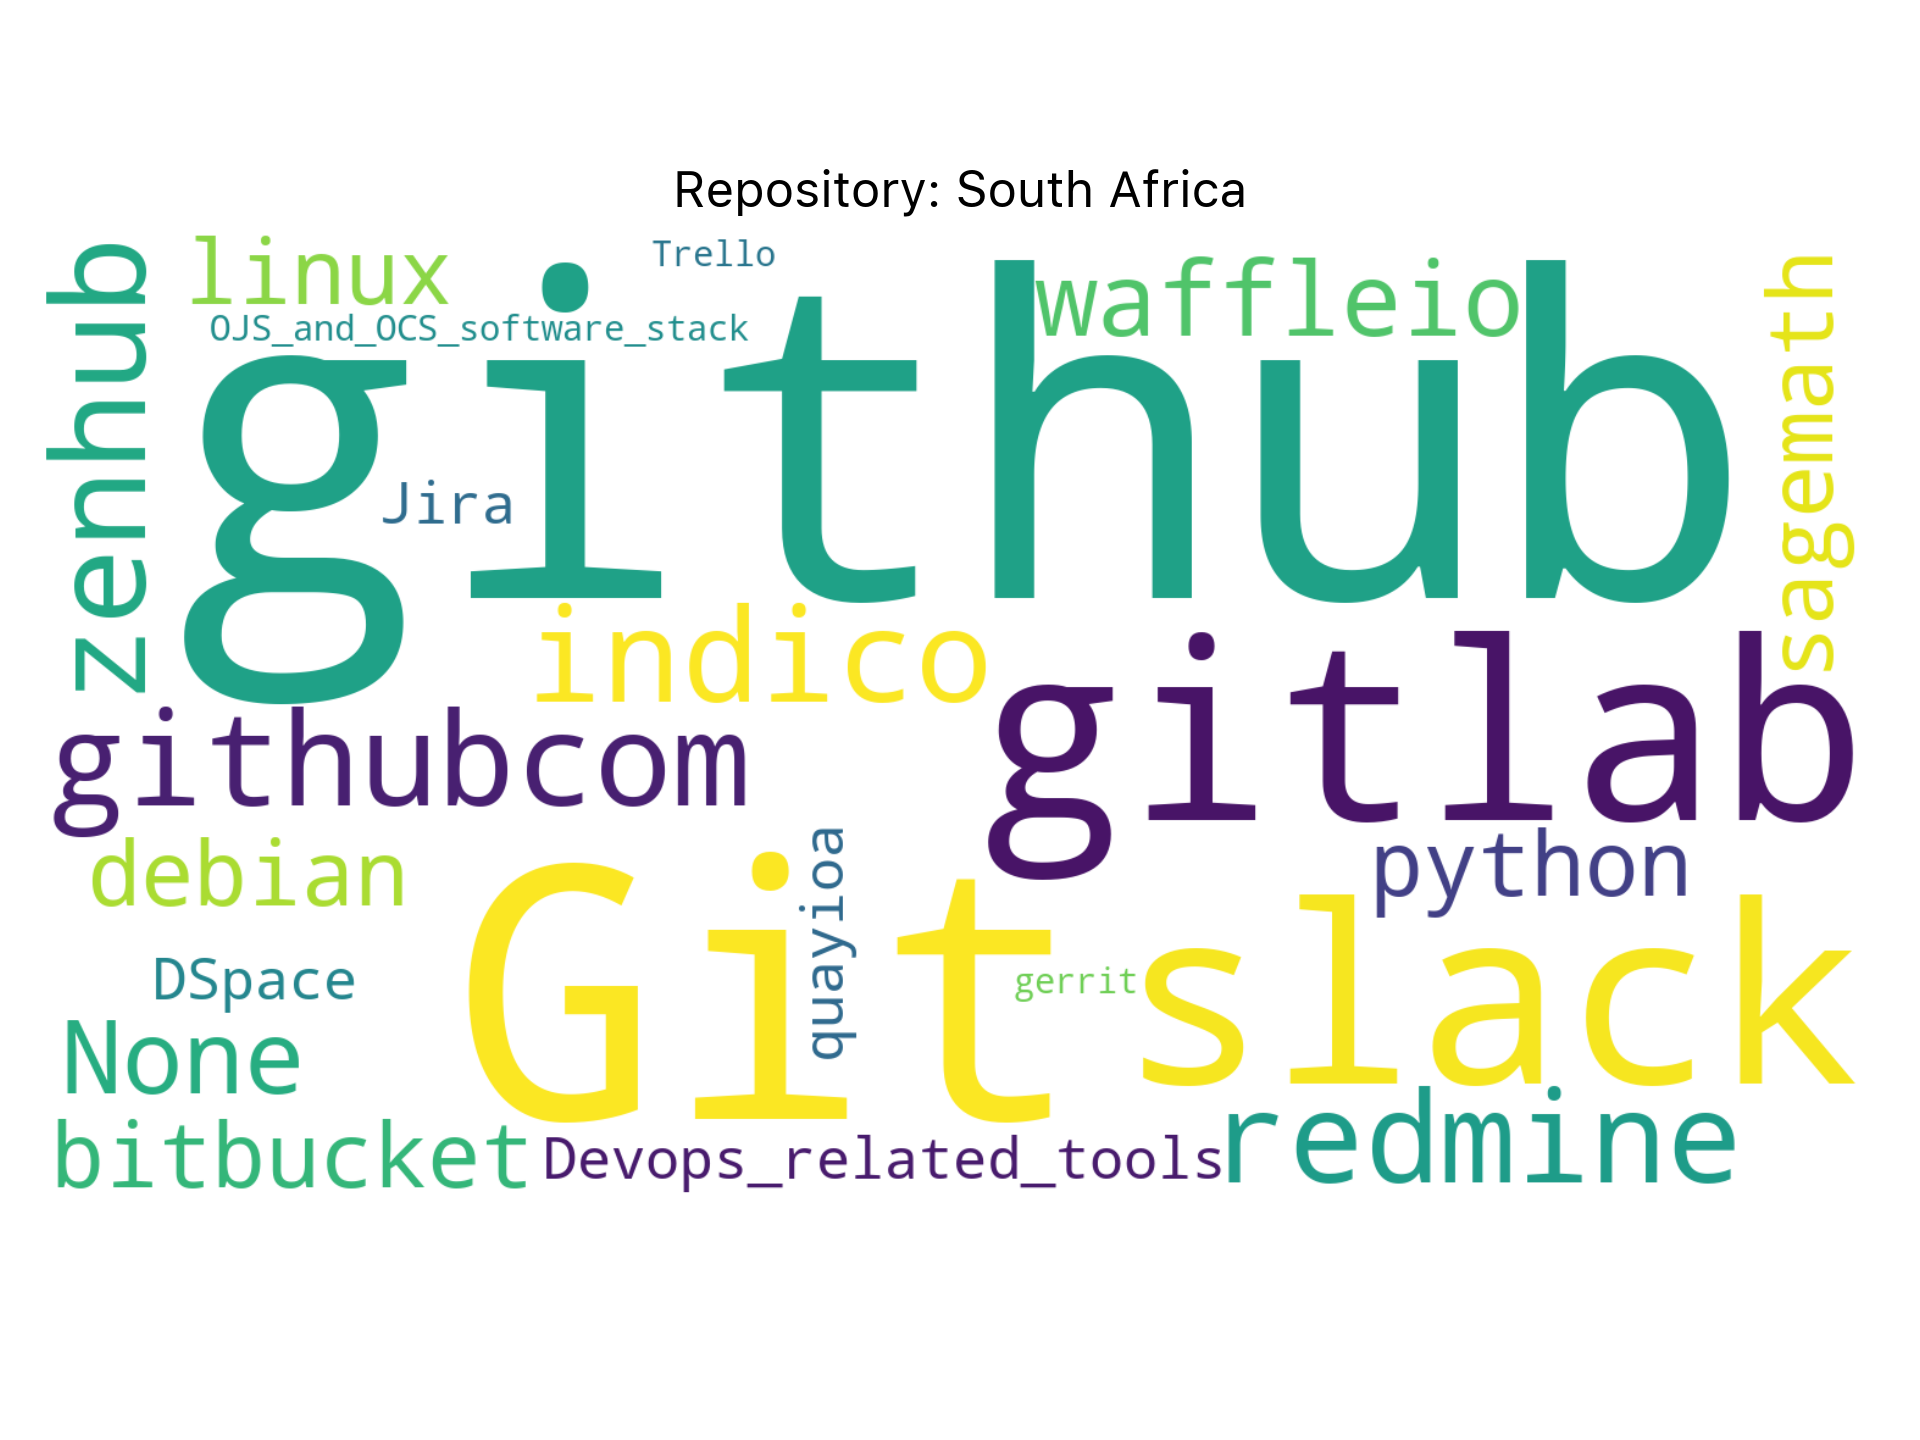 Repository: South Africa
zenhub
linux
Trello
waffleio
sagemath
OJS_and_OCS_software_stack
github
Jira
indico
gitlab
githubcom
debian
quayioa
python
Git
slack
DSpace
gerrit
None
bitbucket
Devops_related_tools
redmine